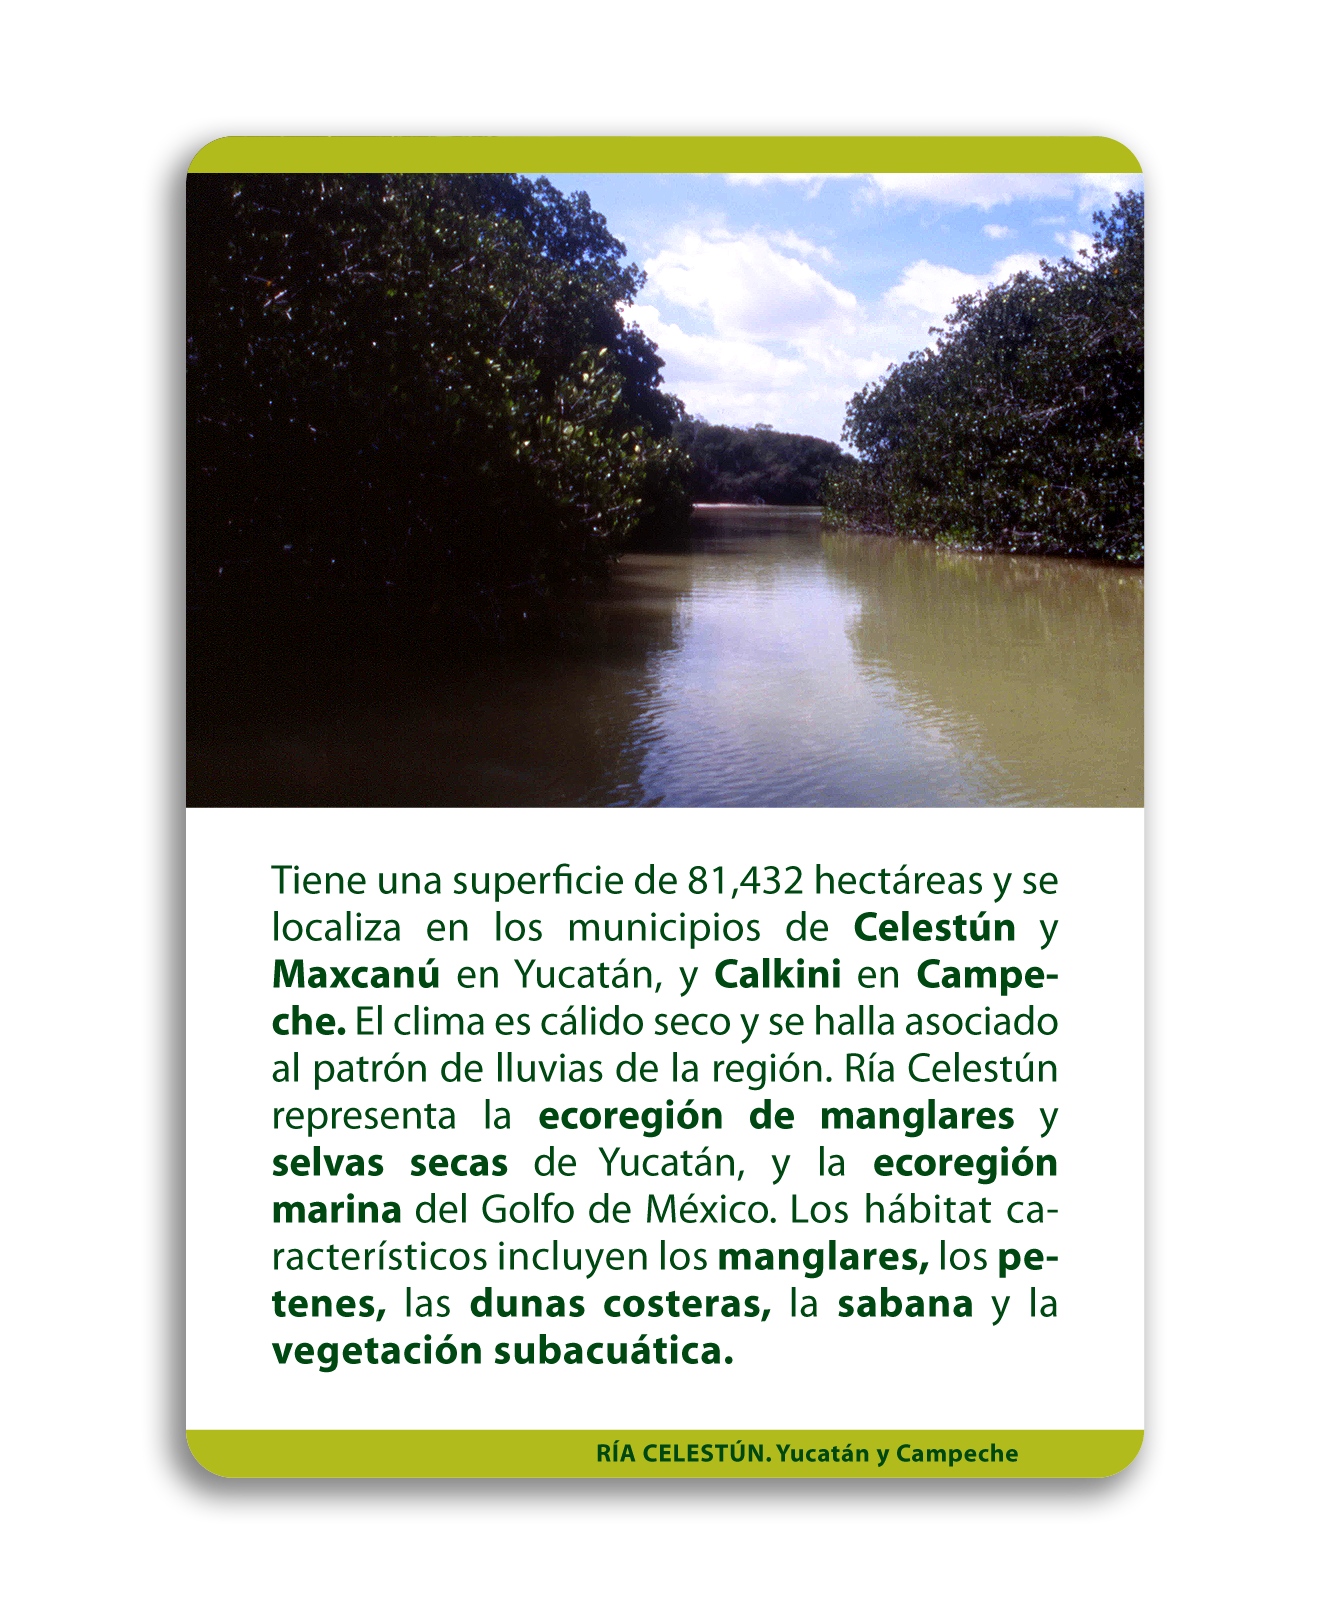 Tiene una superficie de 81,432 hectáreas y se
localiza en los municipios de Celestún y
Maxcanú en Yucatán, y Calkini en Campe-
che. El clima es cálido seco y se halla asociado
al patrón de lluvias de la región. Ría Celestún
representa la ecoregión de manglares y
selvas secas de Yucatán, y la ecoregión
marina del Golfo de México. Los hábitat ca-
racterísticos incluyen los manglares, los pe-
tenes, las dunas costeras, la sabana y la
vegetación subacuática.
RÍA CELESTÚN. Yucatán y Campeche